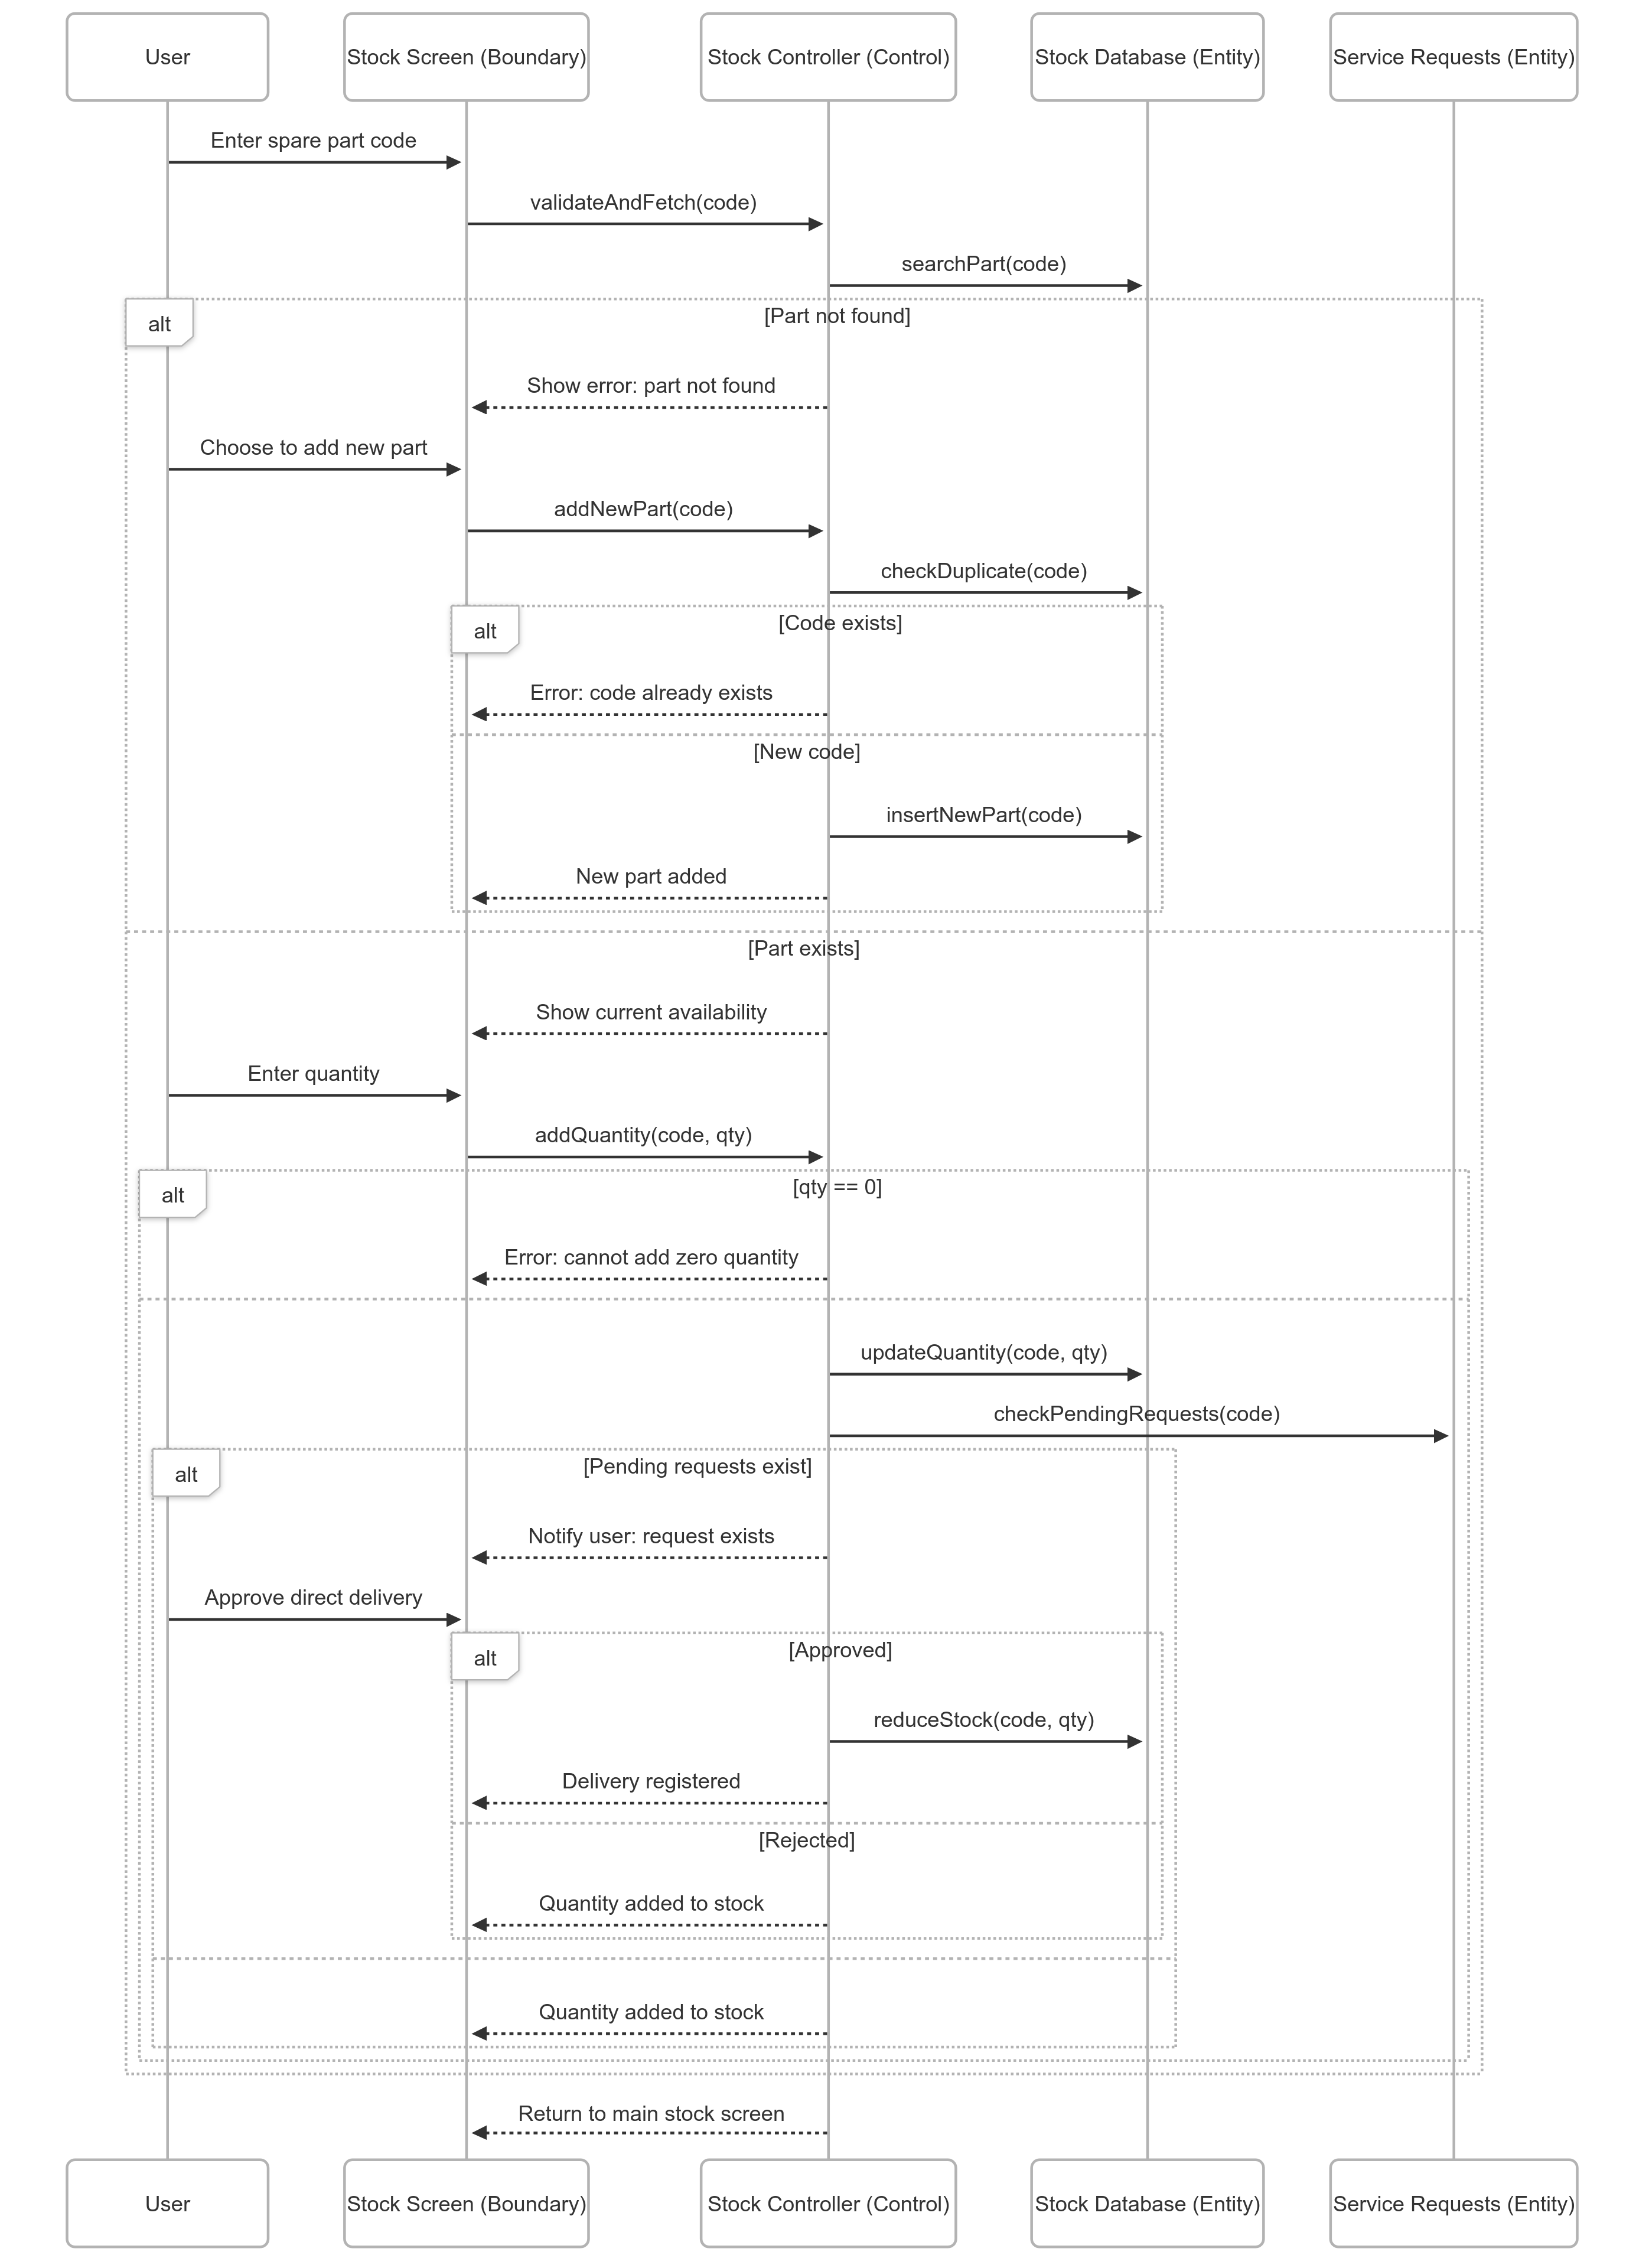 User
Stock Screen (Boundary)
Stock Controller (Control)
Stock Database (Entity)
Service Requests (Entity)
Enter spare part code
validateAndFetch(code)
searchPart(code)
alt
[Part not found]
Show error: part not found
Choose to add new part
addNewPart(code)
checkDuplicate(code)
alt
[Code exists]
Error: code already exists
[New code]
insertNewPart(code)
New part added
[Part exists]
Show current availability
Enter quantity
addQuantity(code, qty)
alt
[qty == 0]
Error: cannot add zero quantity
updateQuantity(code, qty)
checkPendingRequests(code)
alt
[Pending requests exist]
Notify user: request exists
Approve direct delivery
alt
[Approved]
reduceStock(code, qty)
Delivery registered
[Rejected]
Quantity added to stock
Quantity added to stock
Return to main stock screen
User
Stock Screen (Boundary)
Stock Controller (Control)
Stock Database (Entity)
Service Requests (Entity)